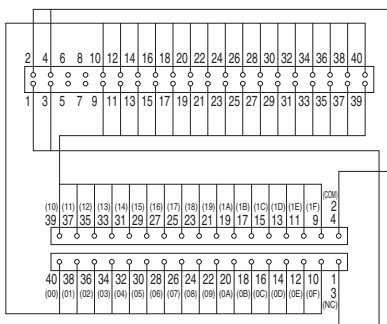 2 4 6 8 10 12 14 16 18 20 22 24 26 28 30 32 34 36 38 40
1 3 5 7 9 11 13 15 17 19 21 23 25 27 29 31 33 35 37 39
(COM)
(10) (11) (12) (13) (14) (15) (16) (17) (18) (19) (1A) (1B) (1C) (1D) (1E) (1F) 2
39 37 35 33 31 29 27 25 23 21 19 17 15 13 11 9 4
40 38 36 34 32 30 28 26 24 22 20 18 16 14 12 10 1
(00) (01) (02) (03) (04) (05) (06) (07) (08) (09) (0A) (0B) (0C) (0D) (0E) (0F) 3
(NC)